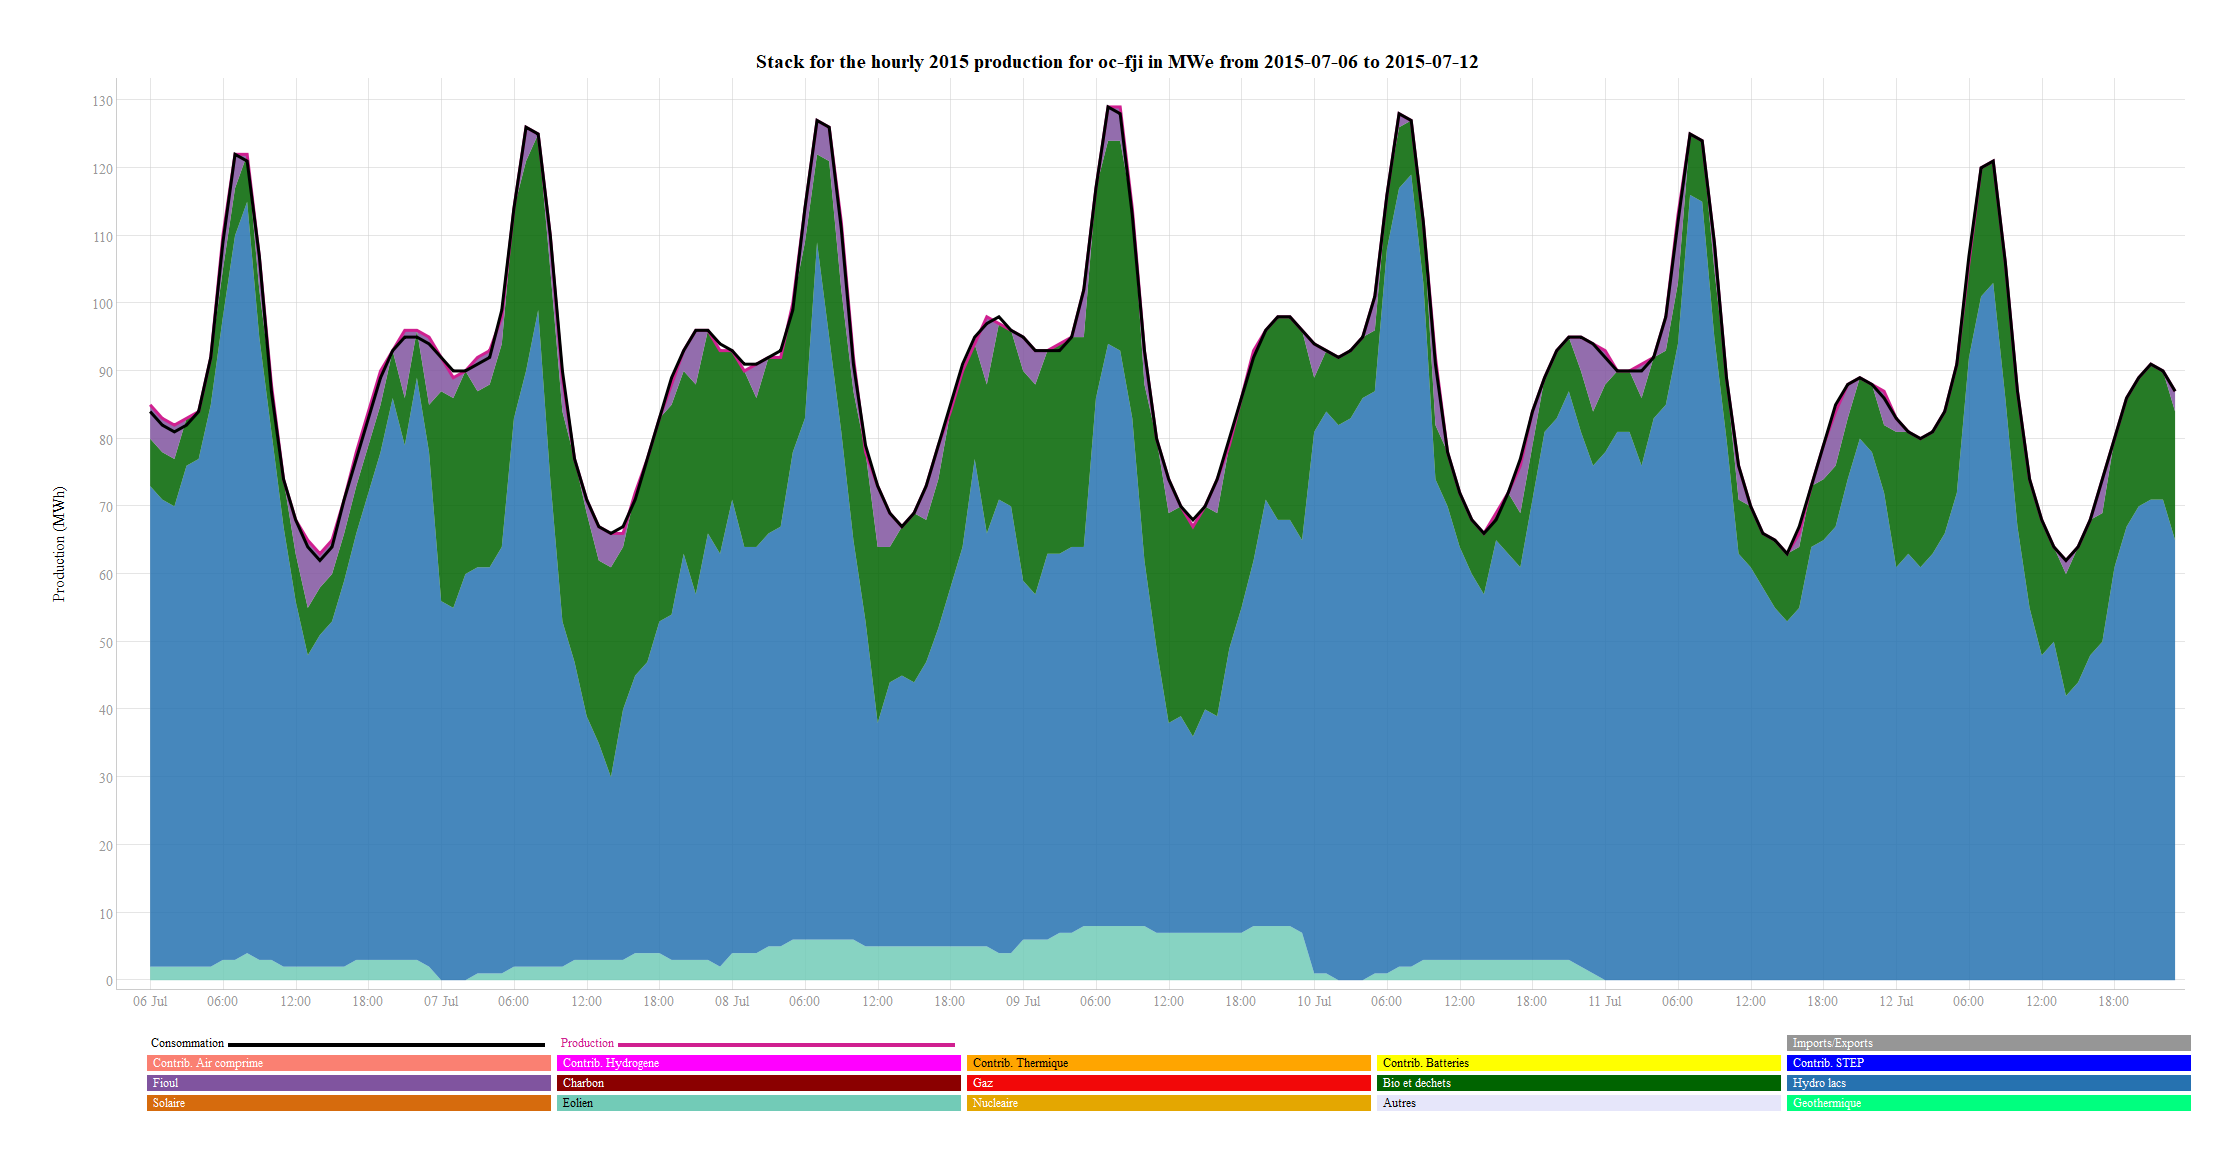 Stack for the hourly 2015 production for oc-fji in MWe from 2015-07-06 to 2015-07-12
Production (MWh)
130
120
110
100
90
80
70
60
50
40
30
20
10
0
06 Jul 06:00 12:00 18:00 07 Jul 06:00 12:00 18:00 08 Jul 06:00 12:00 18:00 09 Jul 06:00 12:00 18:00 10 Jul 06:00 12:00 18:00 11 Jul 06:00 12:00 18:00 12 Jul 06:00 12:00 18:00
Consommation Production Imports/Exports
Contrib. Air comprime Contrib. Hydrogene Contrib. Thermique Contrib. Batteries Contrib. STEP
Fioul Charbon Gaz Bio et dechets Hydro lacs
Solaire Eolien Nucleaire Autres Geothermique